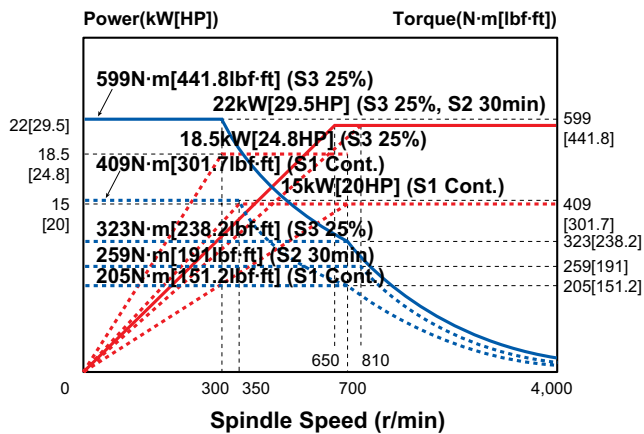 Power(kW[HP])
Torque(N·m[lbf·ft])
599N·m[441.8lbf·ft] (S3 25%)
22kW[29.5HP] (S3 25%, S2 30min)
22[29.5]
599
[441.8]
18.5kW[24.8HP] (S3 25%)
18.5
[24.8]
409N·m[301.7lbf·ft] (S1 Cont.)
15kW[20HP] (S1 Cont.)
15
[20]
409
[301.7]
323N·m[238.2lbf·ft] (S3 25%)
323[238.2]
259N·m[191lbf·ft] (S2 30min)
259[191]
205N·m[151.2lbf·ft] (S1 Cont.)
205[151.2]
650
810
0
300
350
700
4,000
Spindle Speed (r/min)